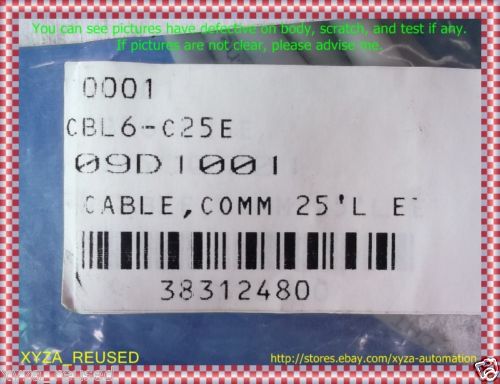 You can see pictures have defective on body, scratch, and test if any.
If pictures are not clear, please advise me.
0001
CBL6-C25E
09D1001
CABLE,COMM 25'L E
38312480
XYZA_REUSED
http://stores.ebay.com/xyza-automation
xyza_reused